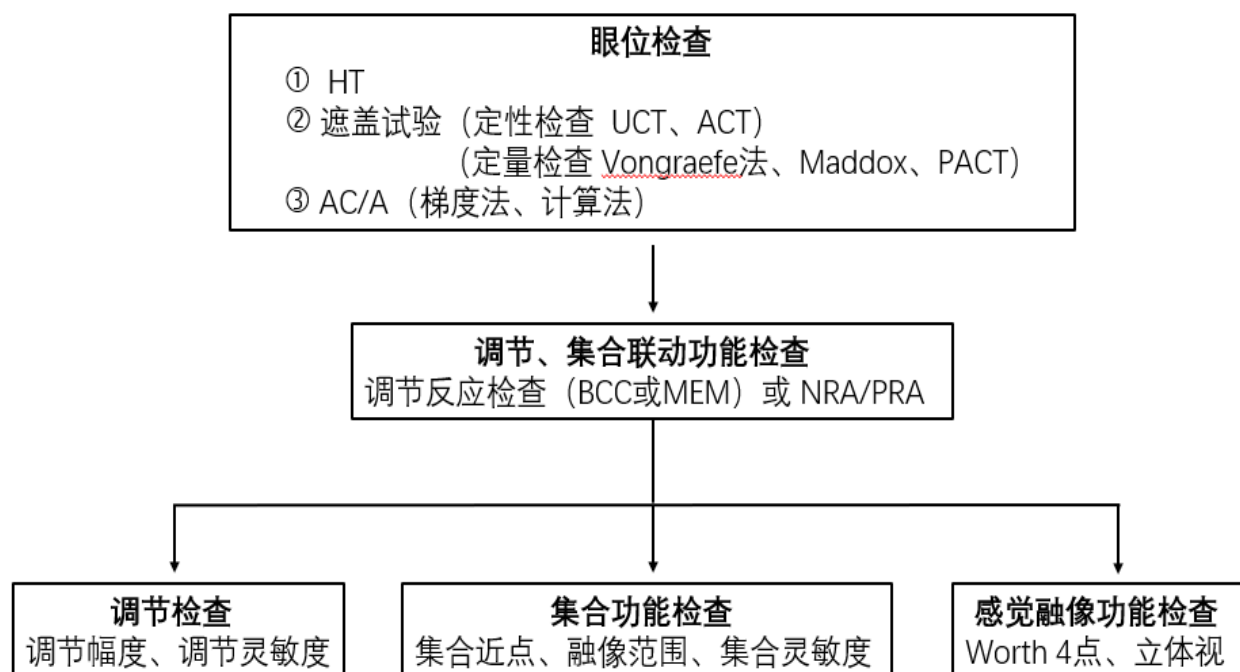 眼位检查
① HT
② 遮盖试验（定性检查 UCT、ACT）
（定量检查 Vongraefe法、Maddox、PACT）
③ AC/A（梯度法、计算法）
调节、集合联动功能检查
调节反应检查（BCC或MEM）或 NRA/PRA
调节检查
调节幅度、调节灵敏度
集合功能检查
集合近点、融像范围、集合灵敏度
感觉融像功能检查
Worth 4点、立体视